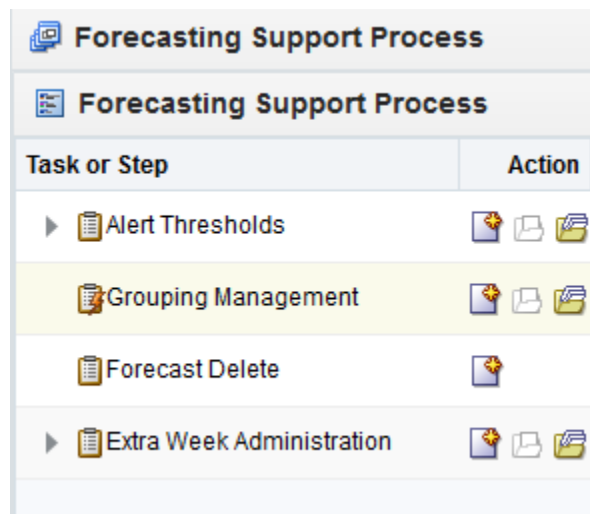 Forecasting Support Process
Forecasting Support Process
Task or Step Action
Alert Thresholds
Grouping Management
Forecast Delete
Extra Week Administration